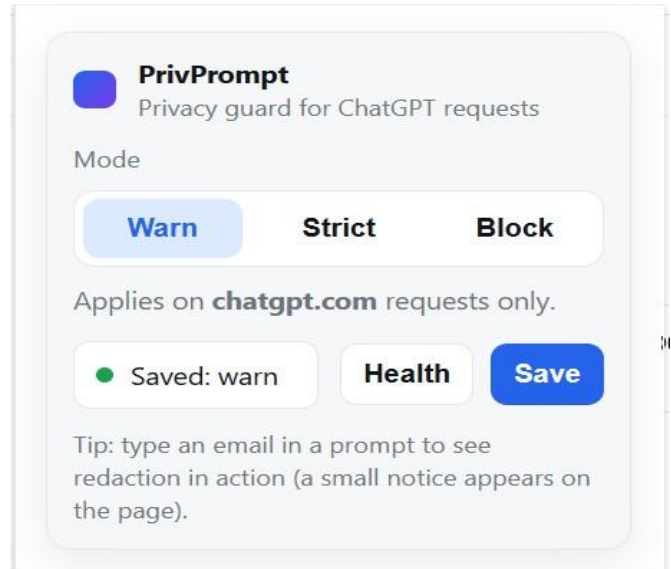 PrivPrompt
Privacy guard for ChatGPT requests
Mode
Warn Strict Block
Applies on chatgpt.com requests only.
Saved: warn Health Save
Tip: type an email in a prompt to see
redaction in action (a small notice appears on
the page).